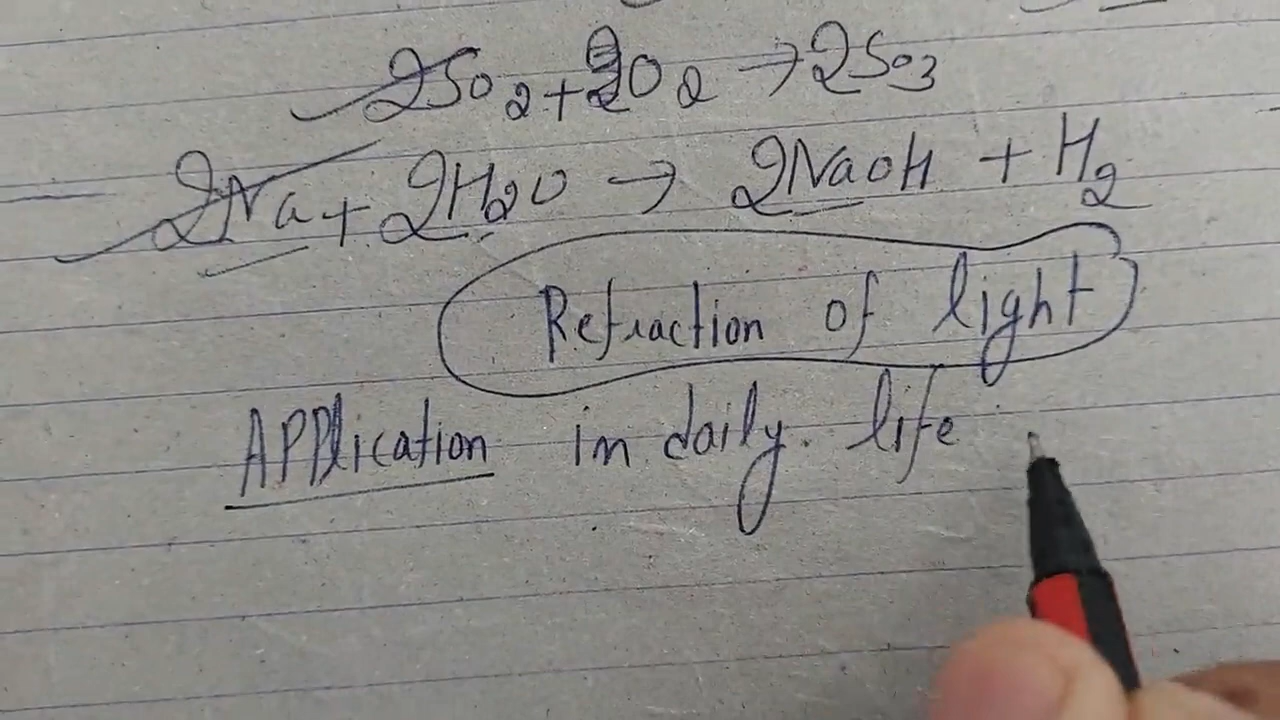 2SO2 + 2O2 → 2SO3
2Na + 2H2O → 2NaOH + H2
Refraction of light
APPlication in daily. life